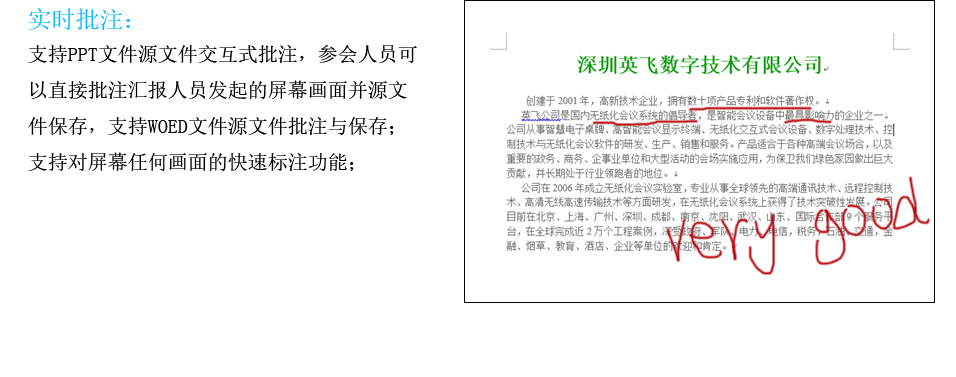 实时批注：
支持PPT文件源文件交互式批注，参会人员可
以直接批注汇报人员发起的屏幕画面并源文
件保存，支持WOED文件源文件批注与保存；
支持对屏幕任何画面的快速标注功能；
深圳英飞数字技术有限公司
创建于 2001 年，高新技术企业，拥有数十项产品专利和软件著作权。
英飞公司是国内无纸化会议系统的倡导者，是智能会议设备中最具影响力的企业之一。
公司从事智慧电子桌牌、高智能会议显示终端、无纸化交互式会议设备、数字处理技术、控
制技术与无纸化会议软件的研发、生产、销售和服务。产品适合于各种高端会议场合，以及
重要的政务、商务、企事业单位和大型活动的会场实施应用，为保卫我们绿色家园做出巨大
贡献，并长期处于行业领跑者的地位。
公司在 2006 年成立无纸化会议实验室，专业从事全球领先的高端通讯技术、远程控制技
术、高清无线高速传输技术等方面研发，在无纸化会议系统上获得了技术突破性发展。公司
目前在北京、上海、广州、深圳、成都、南京、沈阳、武汉、山东、国际合作部 9 个服务平
台，在全球完成近 2 万个工程案例，深受政府、军队、电力、电信，税务，石油、交通，金
融、烟草、教育、酒店、企业等单位的欢迎和肯定。
very good